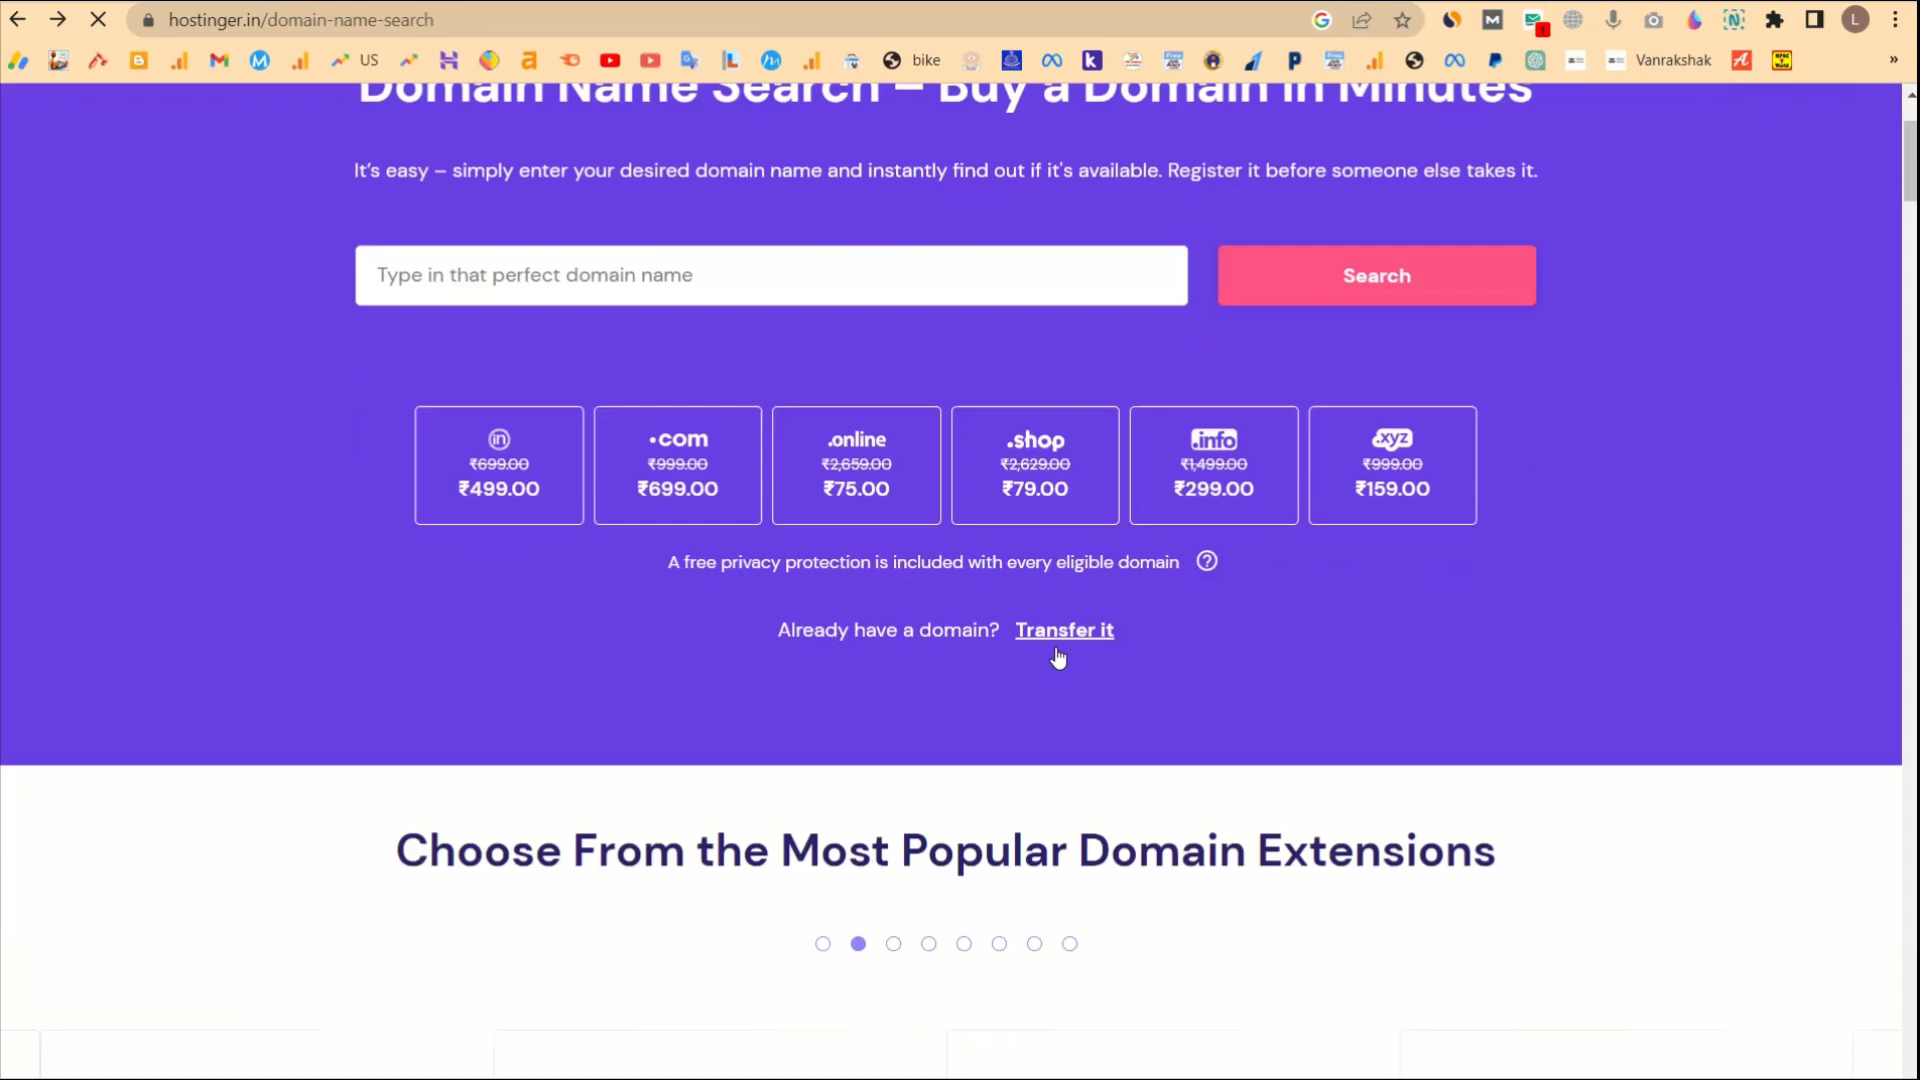 hostinger.in/domain-name-search
US
bike
Vanrakshak
»
Domain Name Search – Buy a Domain in Minutes
It's easy – simply enter your desired domain name and instantly find out if it's available. Register it before someone else takes it.
Type in that perfect domain name
Search
in
₹699.00
₹499.00
.com
₹999.00
₹699.00
.online
₹2,659.00
₹75.00
.shop
₹2,629.00
₹79.00
.info
₹1,499.00
₹299.00
.xyz
₹999.00
₹159.00
A free privacy protection is included with every eligible domain ?
Already have a domain? Transfer it
Choose From the Most Popular Domain Extensions